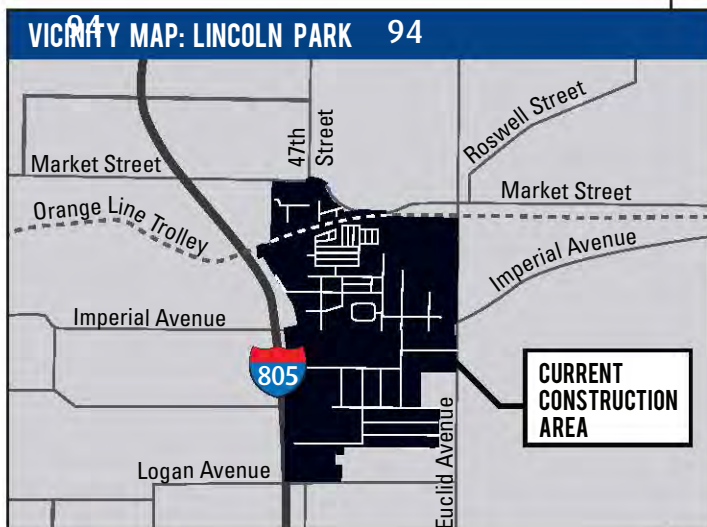 VICINITY MAP: LINCOLN PARK
94
94
Roswell Street
47th
Street
Market Street
Market Street
Orange Line Trolley
Imperial Avenue
Imperial Avenue
805
CURRENT
CONSTRUCTION
AREA
Logan Avenue
Euclid Avenue